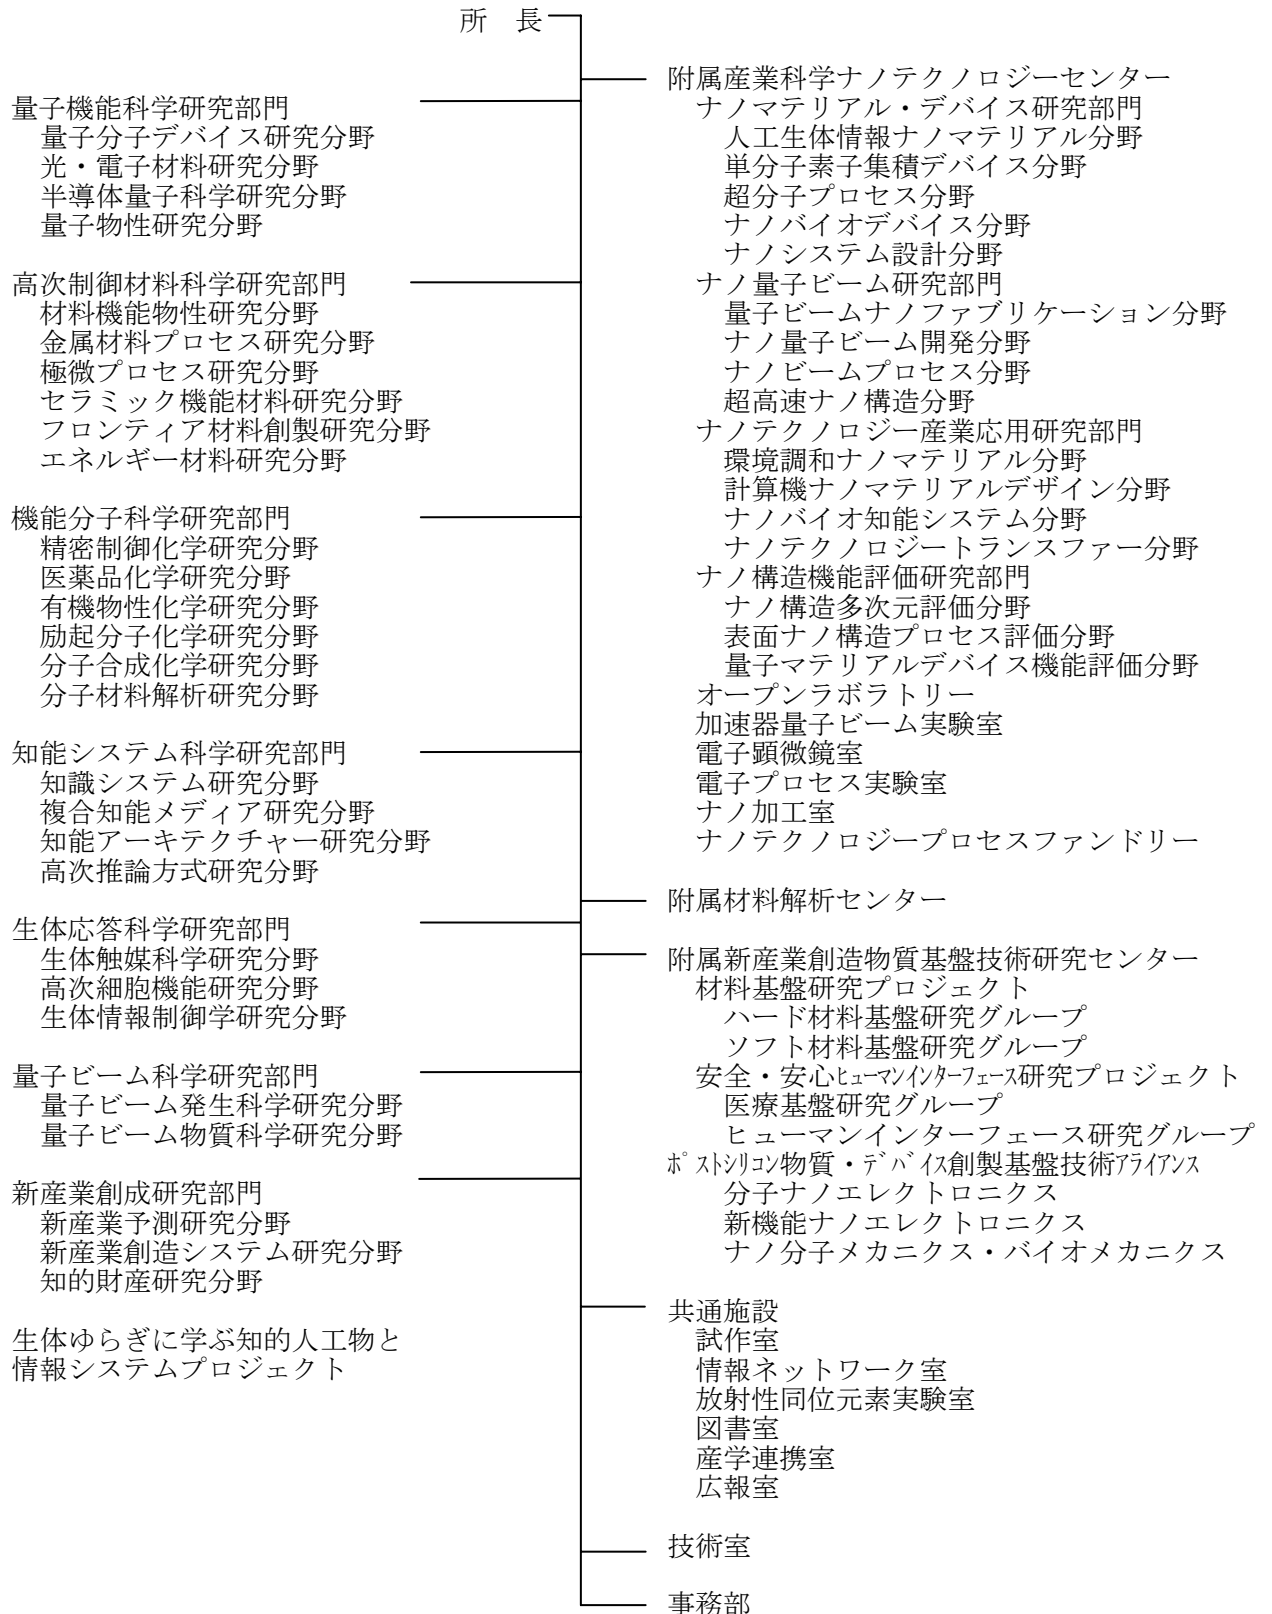 所　長
量子機能科学研究部門
量子分子デバイス研究分野
光・電子材料研究分野
半導体量子科学研究分野
量子物性研究分野
高次制御材料科学研究部門
材料機能物性研究分野
金属材料プロセス研究分野
極微プロセス研究分野
セラミック機能材料研究分野
フロンティア材料創製研究分野
エネルギー材料研究分野
機能分子科学研究部門
精密制御化学研究分野
医薬品化学研究分野
有機物性化学研究分野
励起分子化学研究分野
分子合成化学研究分野
分子材料解析研究分野
知能システム科学研究部門
知識システム研究分野
複合知能メディア研究分野
知能アーキテクチャー研究分野
高次推論方式研究分野
生体応答科学研究部門
生体触媒科学研究分野
高次細胞機能研究分野
生体情報制御学研究分野
量子ビーム科学研究部門
量子ビーム発生科学研究分野
量子ビーム物質科学研究分野
新産業創成研究部門
新産業予測研究分野
新産業創造システム研究分野
知的財産研究分野
生体ゆらぎに学ぶ知的人工物と
情報システムプロジェクト
附属産業科学ナノテクノロジーセンター
ナノマテリアル・デバイス研究部門
人工生体情報ナノマテリアル分野
単分子素子集積デバイス分野
超分子プロセス分野
ナノバイオデバイス分野
ナノシステム設計分野
ナノ量子ビーム研究部門
量子ビームナノファブリケーション分野
ナノ量子ビーム開発分野
ナノビームプロセス分野
超高速ナノ構造分野
ナノテクノロジー産業応用研究部門
環境調和ナノマテリアル分野
計算機ナノマテリアルデザイン分野
ナノバイオ知能システム分野
ナノテクノロジートランスファー分野
ナノ構造機能評価研究部門
ナノ構造多次元評価分野
表面ナノ構造プロセス評価分野
量子マテリアルデバイス機能評価分野
オープンラボラトリー
加速器量子ビーム実験室
電子顕微鏡室
電子プロセス実験室
ナノ加工室
ナノテクノロジープロセスファンドリー
附属材料解析センター
附属新産業創造物質基盤技術研究センター
材料基盤研究プロジェクト
ハード材料基盤研究グループ
ソフト材料基盤研究グループ
安全・安心ﾋｭｰﾏﾝｲﾝﾀｰﾌｪｰｽ研究プロジェクト
医療基盤研究グループ
ヒューマンインターフェース研究グループ
ﾎﾟｽﾄｼﾘｺﾝ物質・ﾃﾞﾊﾞｲｽ創製基盤技術ｱﾗｲｱﾝｽ
分子ナノエレクトロニクス
新機能ナノエレクトロニクス
ナノ分子メカニクス・バイオメカニクス
共通施設
試作室
情報ネットワーク室
放射性同位元素実験室
図書室
産学連携室
広報室
技術室
事務部